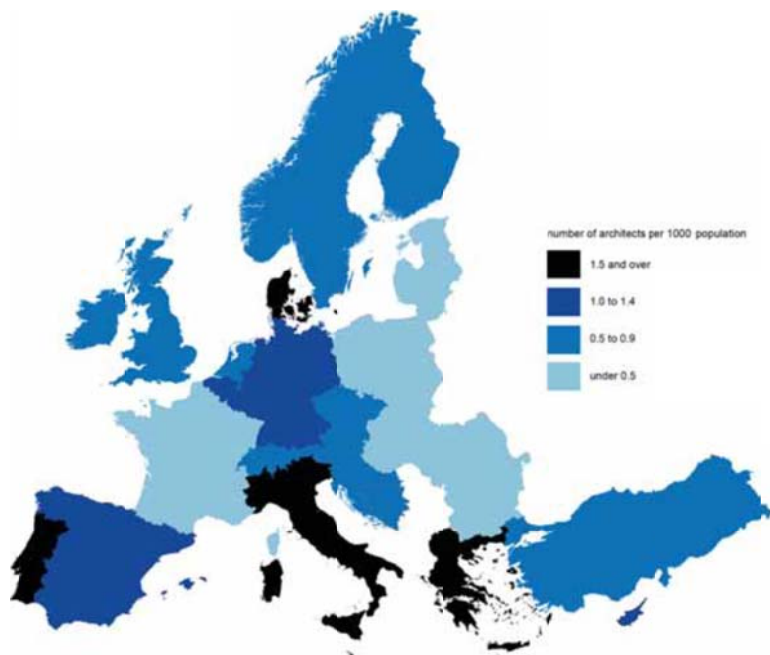 number of architects per 1000 population
1.5 and over
1.0 to 1.4
0.5 to 0.9
under 0.5